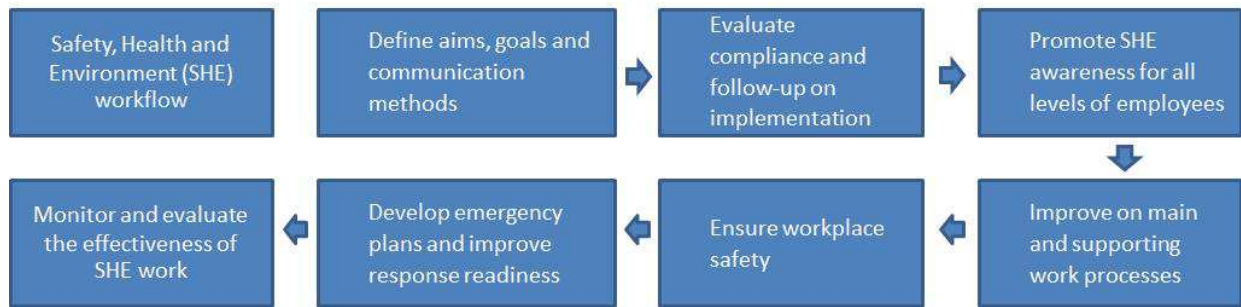 Safety, Health and
Environment (SHE)
workflow
Define aims, goals and
communication
methods
Evaluate
compliance and
follow-up on
implementation
Promote SHE
awareness for all
levels of employees
Improve on main
and supporting
work processes
Ensure workplace
safety
Develop emergency
plans and improve
response readiness
Monitor and evaluate
the effectiveness of
SHE work